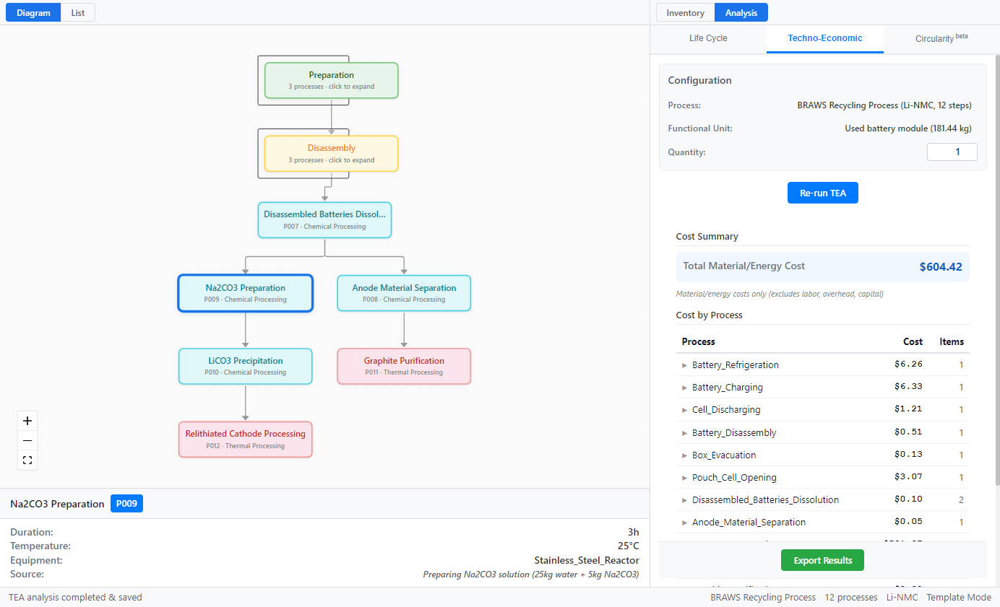 Diagram
List
Inventory
Analysis
Life Cycle
Techno-Economic
Circularity beta
Preparation
3 processes · click to expand
Disassembly
3 processes · click to expand
Disassembled Batteries Dissol...
P007 · Chemical Processing
Na2CO3 Preparation
P009 · Chemical Processing
Anode Material Separation
P008 · Chemical Processing
LiCO3 Precipitation
P010 · Chemical Processing
Graphite Purification
P011 · Thermal Processing
Relithiated Cathode Processing
P012 · Thermal Processing
Na2CO3 Preparation P009
Duration: 3h
Temperature: 25°C
Equipment: Stainless_Steel_Reactor
Source: Preparing Na2CO3 solution (25kg water + 5kg Na2CO3)
Configuration
Process: BRAWS Recycling Process (Li-NMC, 12 steps)
Functional Unit: Used battery module (181.44 kg)
Quantity: 1
Re-run TEA
Cost Summary
Total Material/Energy Cost $604.42
Material/energy costs only (excludes labor, overhead, capital)
Cost by Process
Process Cost Items
Battery_Refrigeration $6.26 1
Battery_Charging $6.33 1
Cell_Discharging $1.21 1
Battery_Disassembly $0.51 1
Box_Evacuation $0.13 1
Pouch_Cell_Opening $3.07 1
Disassembled_Batteries_Dissolution $0.10 2
Anode_Material_Separation $0.05 1
Export Results
TEA analysis completed & saved
BRAWS Recycling Process 12 processes Li-NMC Template Mode